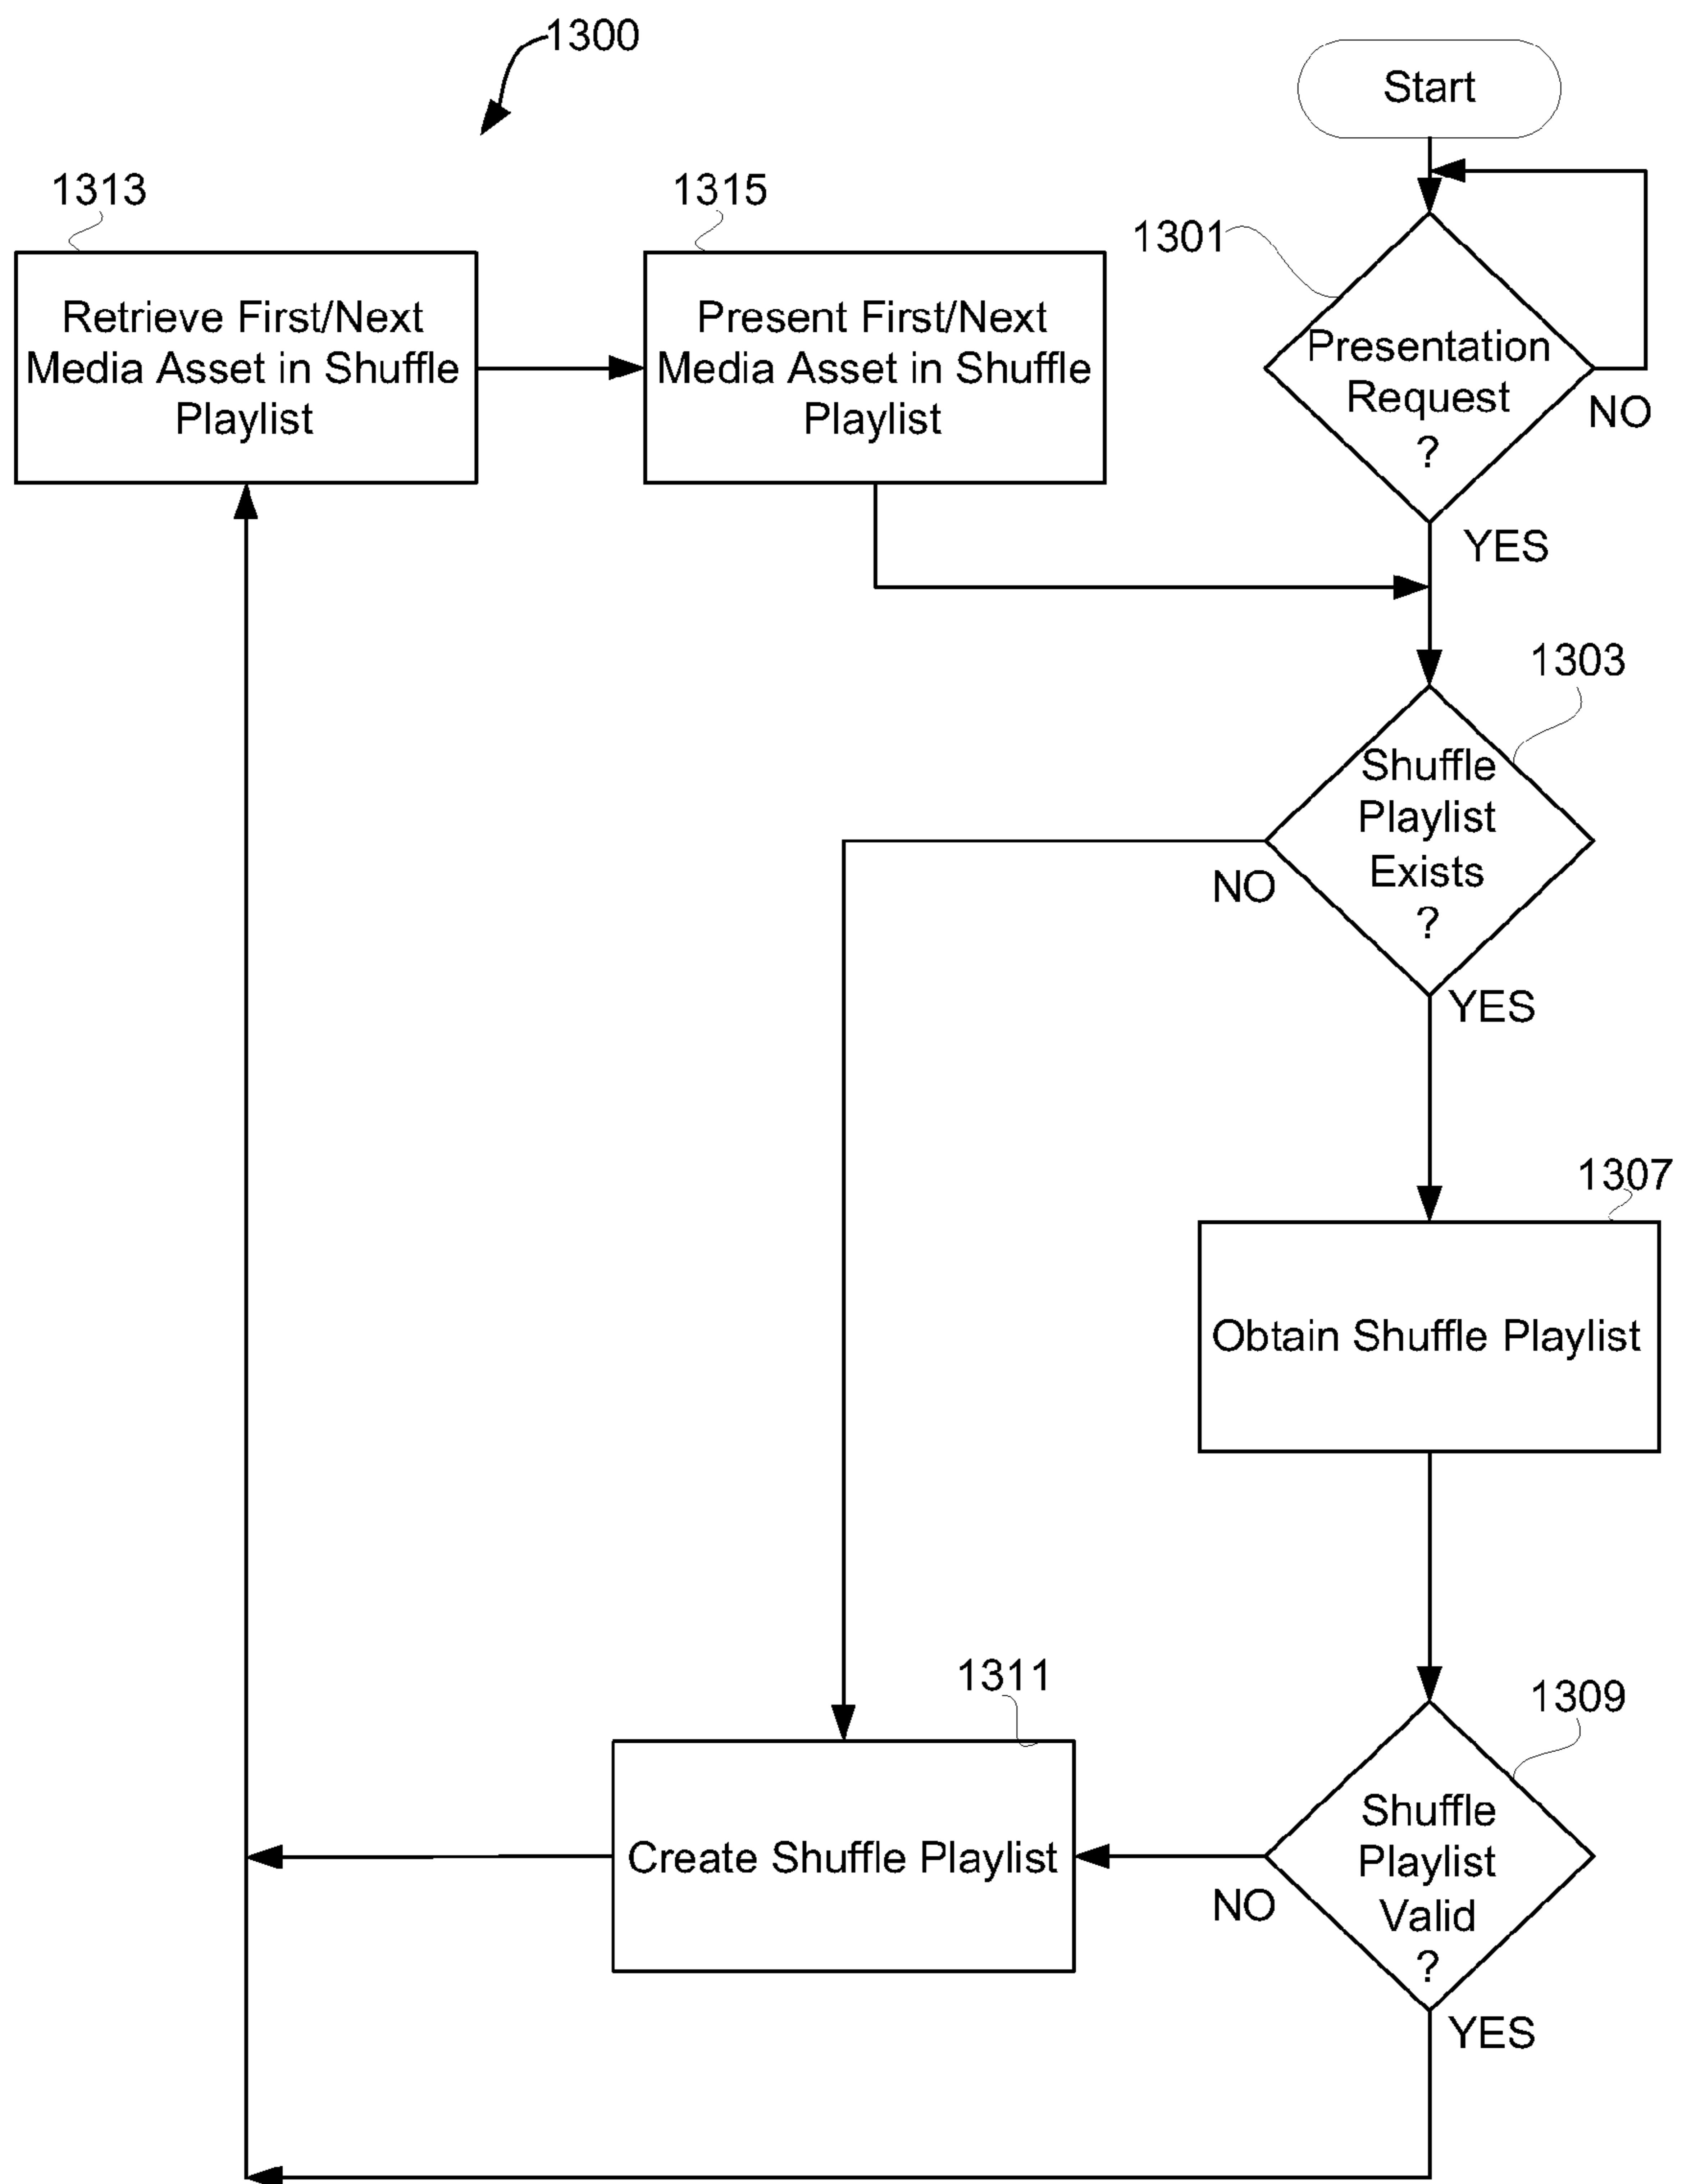 1300
Start
1313
1315
1301
Retrieve First/Next
Media Asset in Shuffle
Playlist
Present First/Next
Media Asset in Shuffle
Playlist
Presentation
Request
?
NO
YES
1303
Shuffle
Playlist
Exists
?
NO
YES
1307
Obtain Shuffle Playlist
1311
1309
Create Shuffle Playlist
Shuffle
Playlist
Valid
?
NO
YES